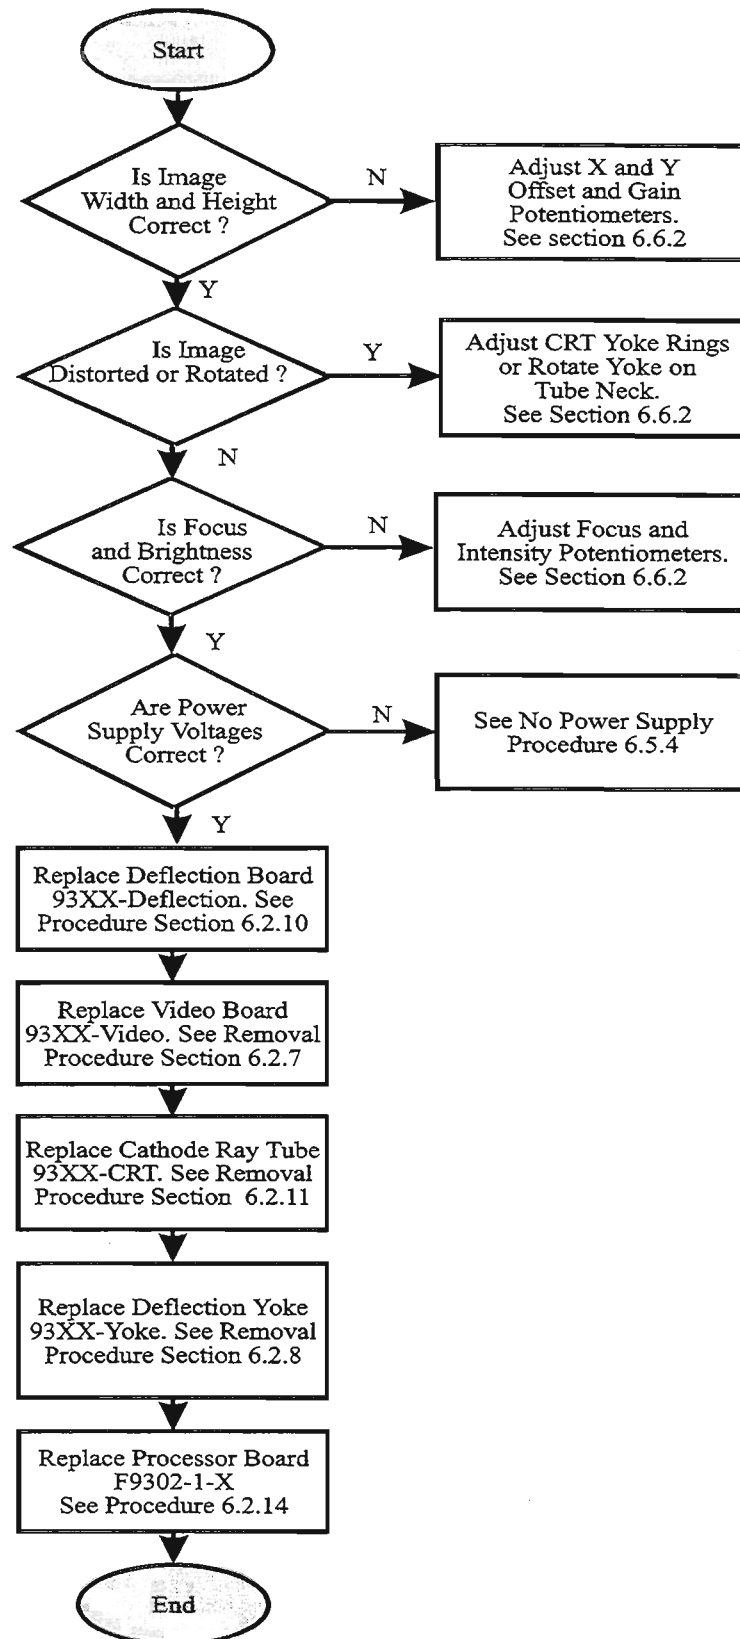 Start
Is Image
Width and Height
Correct ?
N
Adjust X and Y
Offset and Gain
Potentiometers.
See section 6.6.2
Y
Is Image
Distorted or Rotated ?
Y
Adjust CRT Yoke Rings
or Rotate Yoke on
Tube Neck.
See Section 6.6.2
N
Is Focus
and Brightness
Correct ?
N
Adjust Focus and
Intensity Potentiometers.
See Section 6.6.2
Y
Are Power
Supply Voltages
Correct ?
N
See No Power Supply
Procedure 6.5.4
Y
Replace Deflection Board
93XX-Deflection. See
Procedure Section 6.2.10
Replace Video Board
93XX-Video. See Removal
Procedure Section 6.2.7
Replace Cathode Ray Tube
93XX-CRT. See Removal
Procedure Section 6.2.11
Replace Deflection Yoke
93XX-Yoke. See Removal
Procedure Section 6.2.8
Replace Processor Board
F9302-1-X
See Procedure 6.2.14
End